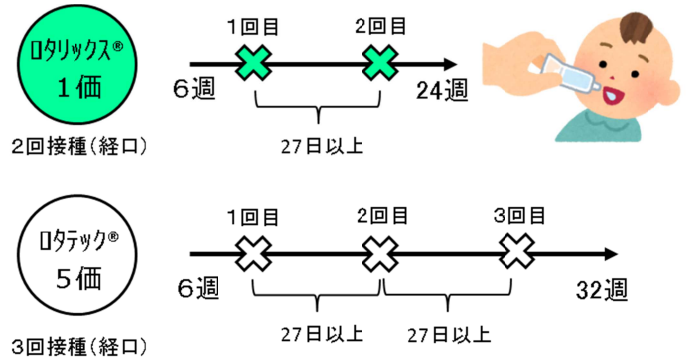 ロタリックス®
1価
2回接種(経口)
1回目
2回目
6週
24週
27日以上
ロタテック®
5価
3回接種(経口)
1回目
2回目
3回目
6週
32週
27日以上
27日以上